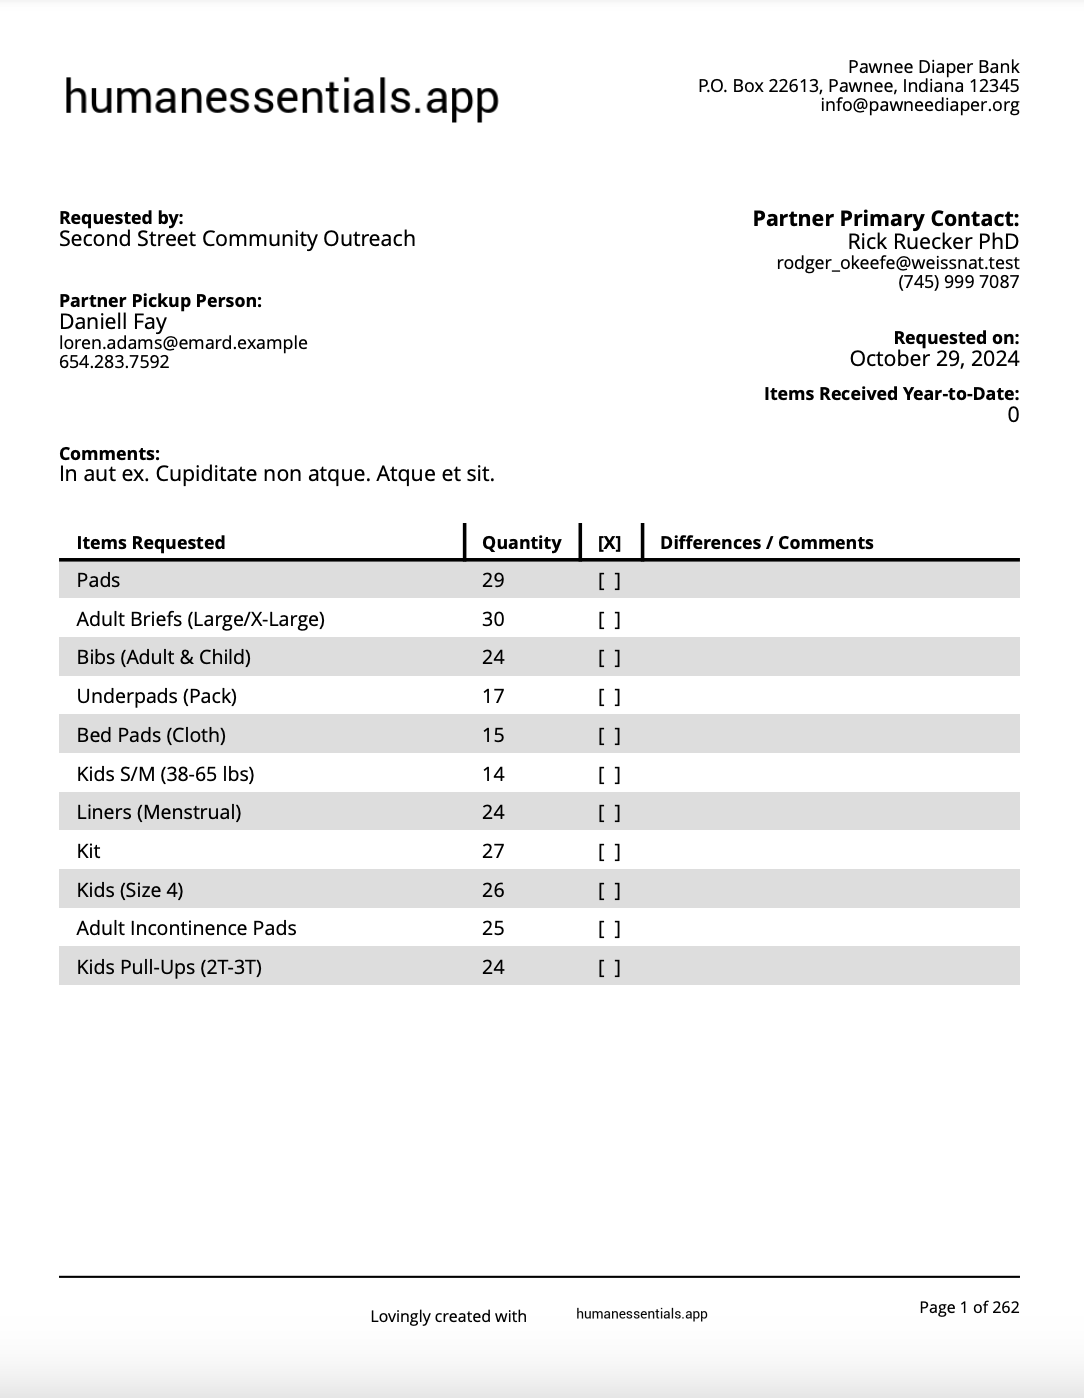 humanessentials.app
Pawnee Diaper Bank
P.O. Box 22613, Pawnee, Indiana 12345
info@pawneediaper.org
Requested by:
Second Street Community Outreach
Partner Primary Contact:
Rick Ruecker PhD
rodger_okeefe@weissnat.test
(745) 999 7087
Partner Pickup Person:
Daniell Fay
loren.adams@emard.example
654.283.7592
Requested on:
October 29, 2024
Items Received Year-to-Date:
0
Comments:
In aut ex. Cupiditate non atque. Atque et sit.
Items Requested Quantity [X] Differences / Comments
Pads 29 [ ]
Adult Briefs (Large/X-Large) 30 [ ]
Bibs (Adult & Child) 24 [ ]
Underpads (Pack) 17 [ ]
Bed Pads (Cloth) 15 [ ]
Kids S/M (38-65 lbs) 14 [ ]
Liners (Menstrual) 24 [ ]
Kit 27 [ ]
Kids (Size 4) 26 [ ]
Adult Incontinence Pads 25 [ ]
Kids Pull-Ups (2T-3T) 24 [ ]
Lovingly created with humanessentials.app Page 1 of 262